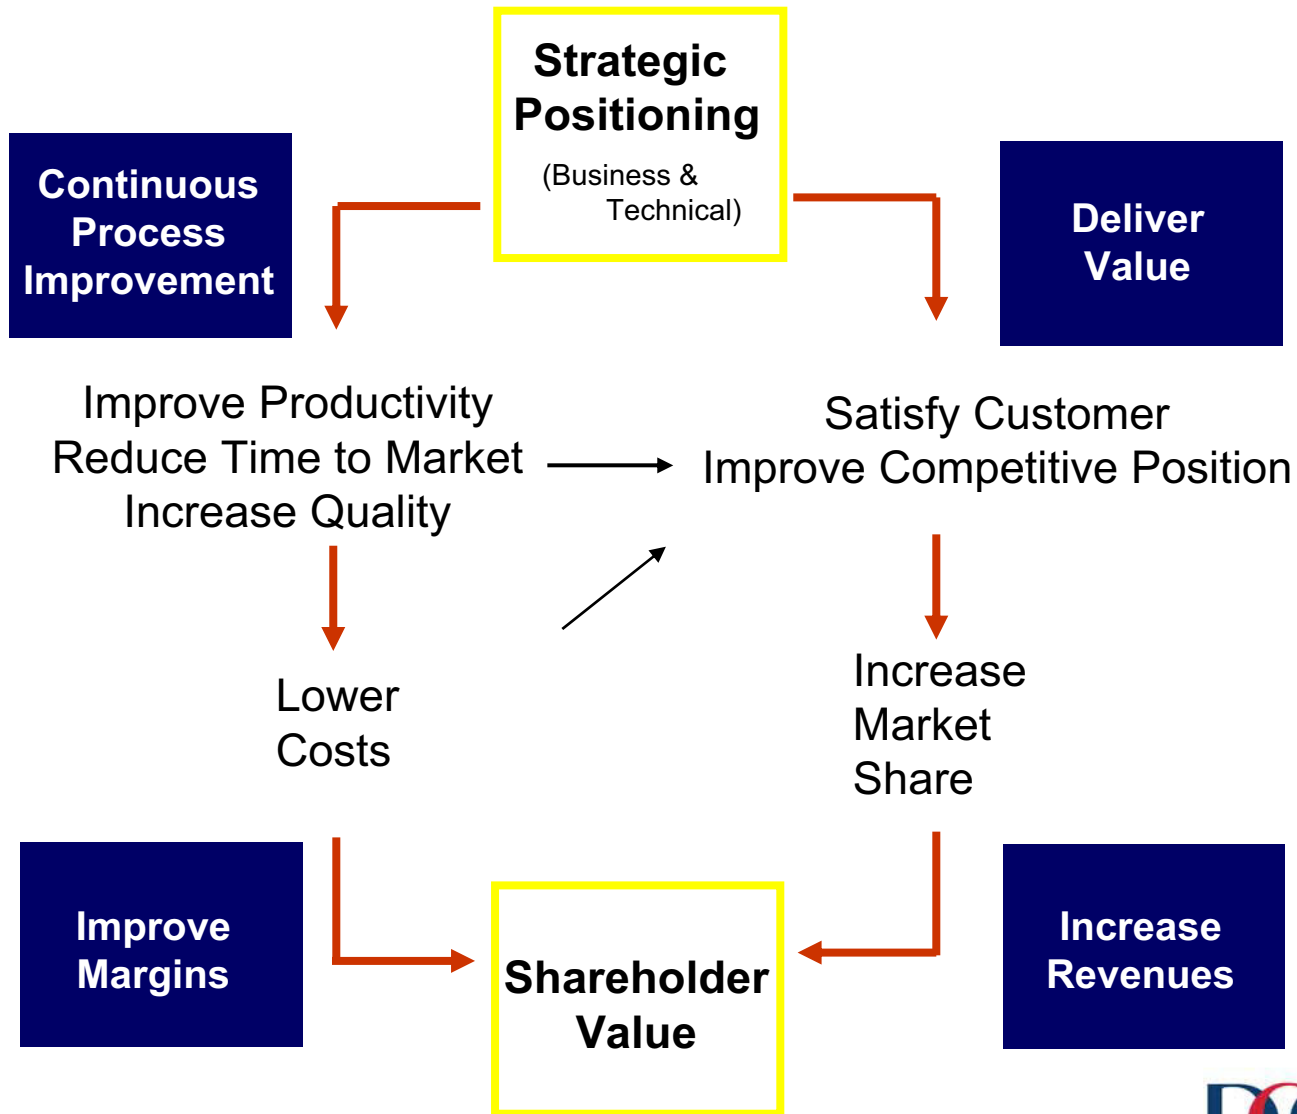 Strategic
Positioning
(Business &
Technical)
Continuous
Process
Improvement
Deliver
Value
Improve Productivity
Reduce Time to Market
Increase Quality
Satisfy Customer
Improve Competitive Position
Lower
Costs
Increase
Market
Share
Improve
Margins
Shareholder
Value
Increase
Revenues